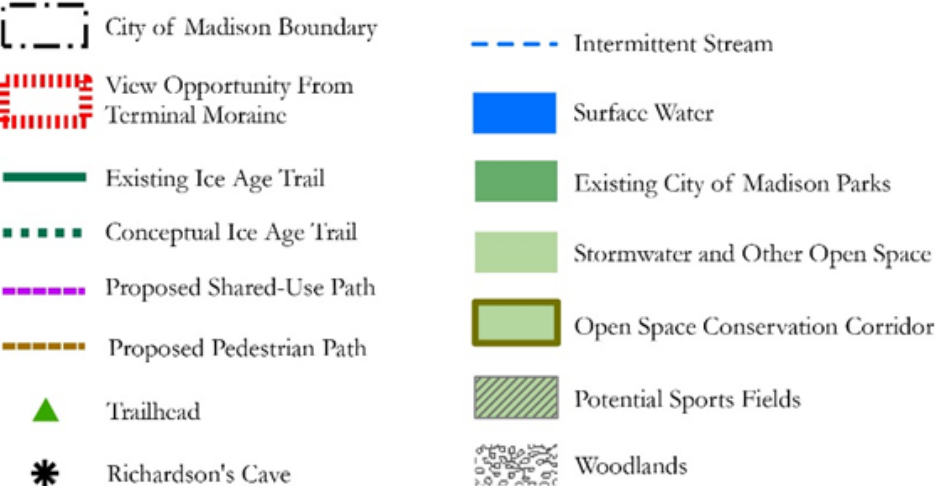 City of Madison Boundary
View Opportunity From
Terminal Moraine
Existing Ice Age Trail
Conceptual Ice Age Trail
Proposed Shared-Use Path
Proposed Pedestrian Path
Trailhead
Richardson's Cave
Intermittent Stream
Surface Water
Existing City of Madison Parks
Stormwater and Other Open Space
Open Space Conservation Corridor
Potential Sports Fields
Woodlands